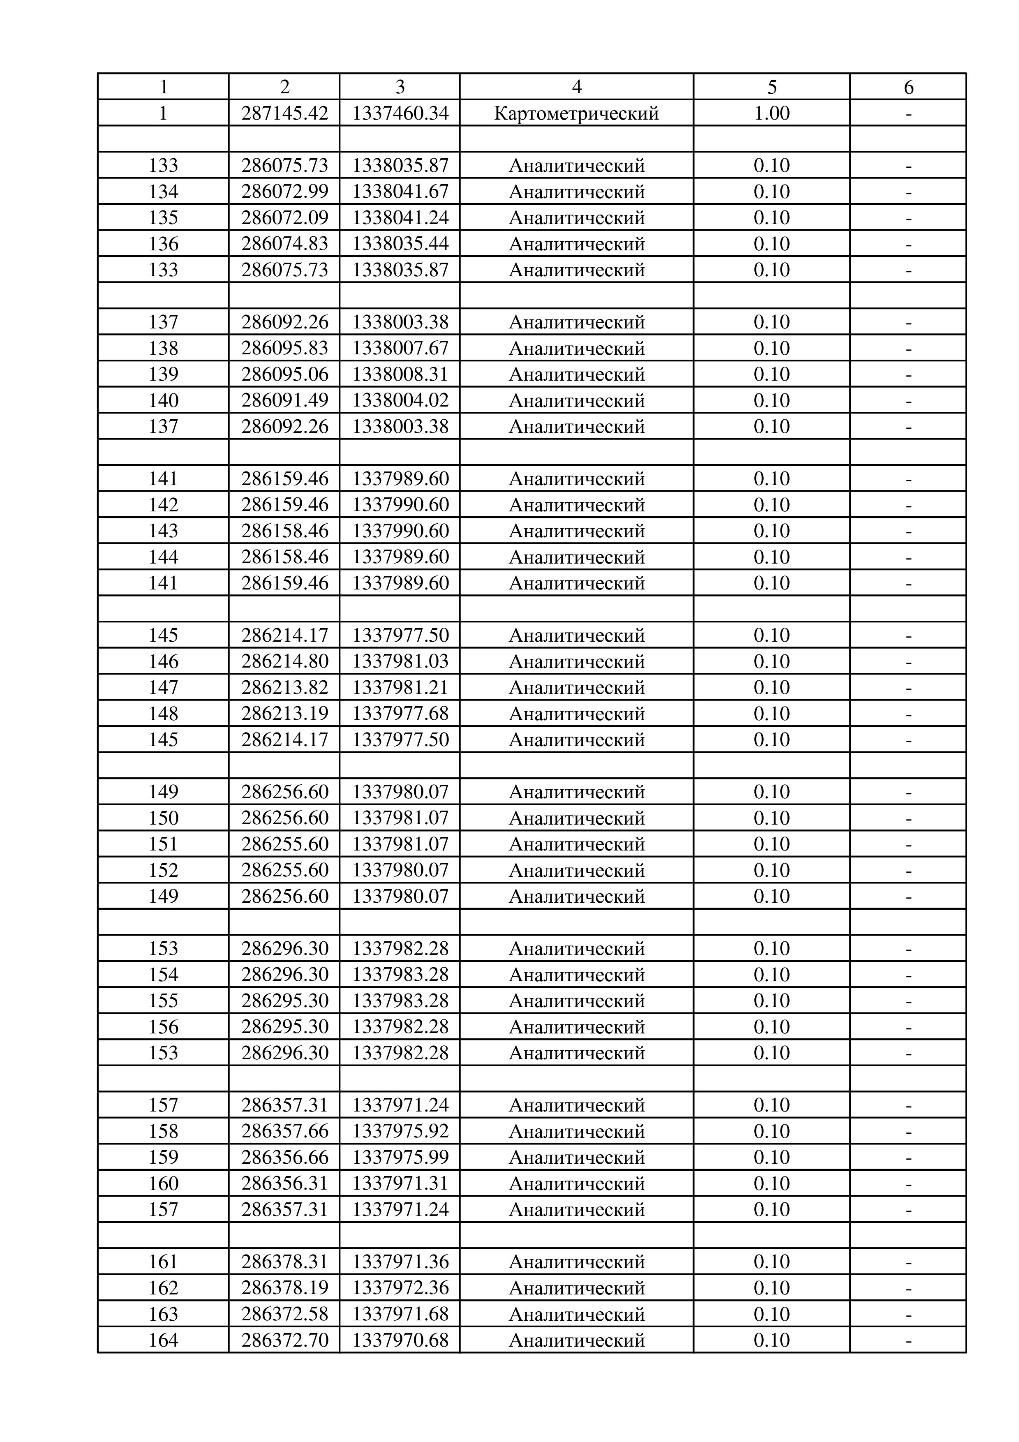 1 2 3 4 5 6
1 287145.42 1337460.34 Картометрический 1.00 -
133 286075.73 1338035.87 Аналитический 0.10 -
134 286072.99 1338041.67 Аналитический 0.10 -
135 286072.09 1338041.24 Аналитический 0.10 -
136 286074.83 1338035.44 Аналитический 0.10 -
133 286075.73 1338035.87 Аналитический 0.10 -
137 286092.26 1338003.38 Аналитический 0.10 -
138 286095.83 1338007.67 Аналитический 0.10 -
139 286095.06 1338008.31 Аналитический 0.10 -
140 286091.49 1338004.02 Аналитический 0.10 -
137 286092.26 1338003.38 Аналитический 0.10 -
141 286159.46 1337989.60 Аналитический 0.10 -
142 286159.46 1337990.60 Аналитический 0.10 -
143 286158.46 1337990.60 Аналитический 0.10 -
144 286158.46 1337989.60 Аналитический 0.10 -
141 286159.46 1337989.60 Аналитический 0.10 -
145 286214.17 1337977.50 Аналитический 0.10 -
146 286214.80 1337981.03 Аналитический 0.10 -
147 286213.82 1337981.21 Аналитический 0.10 -
148 286213.19 1337977.68 Аналитический 0.10 -
145 286214.17 1337977.50 Аналитический 0.10 -
149 286256.60 1337980.07 Аналитический 0.10 -
150 286256.60 1337981.07 Аналитический 0.10 -
151 286255.60 1337981.07 Аналитический 0.10 -
152 286255.60 1337980.07 Аналитический 0.10 -
149 286256.60 1337980.07 Аналитический 0.10 -
153 286296.30 1337982.28 Аналитический 0.10 -
154 286296.30 1337983.28 Аналитический 0.10 -
155 286295.30 1337983.28 Аналитический 0.10 -
156 286295.30 1337982.28 Аналитический 0.10 -
153 286296.30 1337982.28 Аналитический 0.10 -
157 286357.31 1337971.24 Аналитический 0.10 -
158 286357.66 1337975.92 Аналитический 0.10 -
159 286356.66 1337975.99 Аналитический 0.10 -
160 286356.31 1337971.31 Аналитический 0.10 -
157 286357.31 1337971.24 Аналитический 0.10 -
161 286378.31 1337971.36 Аналитический 0.10 -
162 286378.19 1337972.36 Аналитический 0.10 -
163 286372.58 1337971.68 Аналитический 0.10 -
164 286372.70 1337970.68 Аналитический 0.10 -